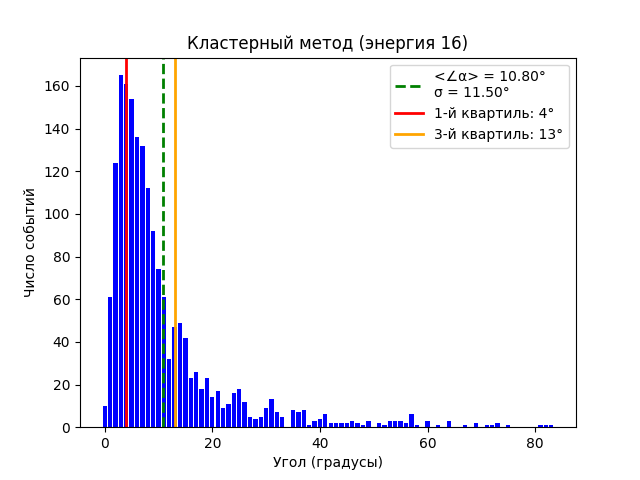 Кластерный метод (энергия 16)
<∠α> = 10.80°
σ = 11.50°
1-й квартиль: 4°
3-й квартиль: 13°
Число событий
160
140
120
100
80
60
40
20
0
0 20 40 60 80
Угол (градусы)